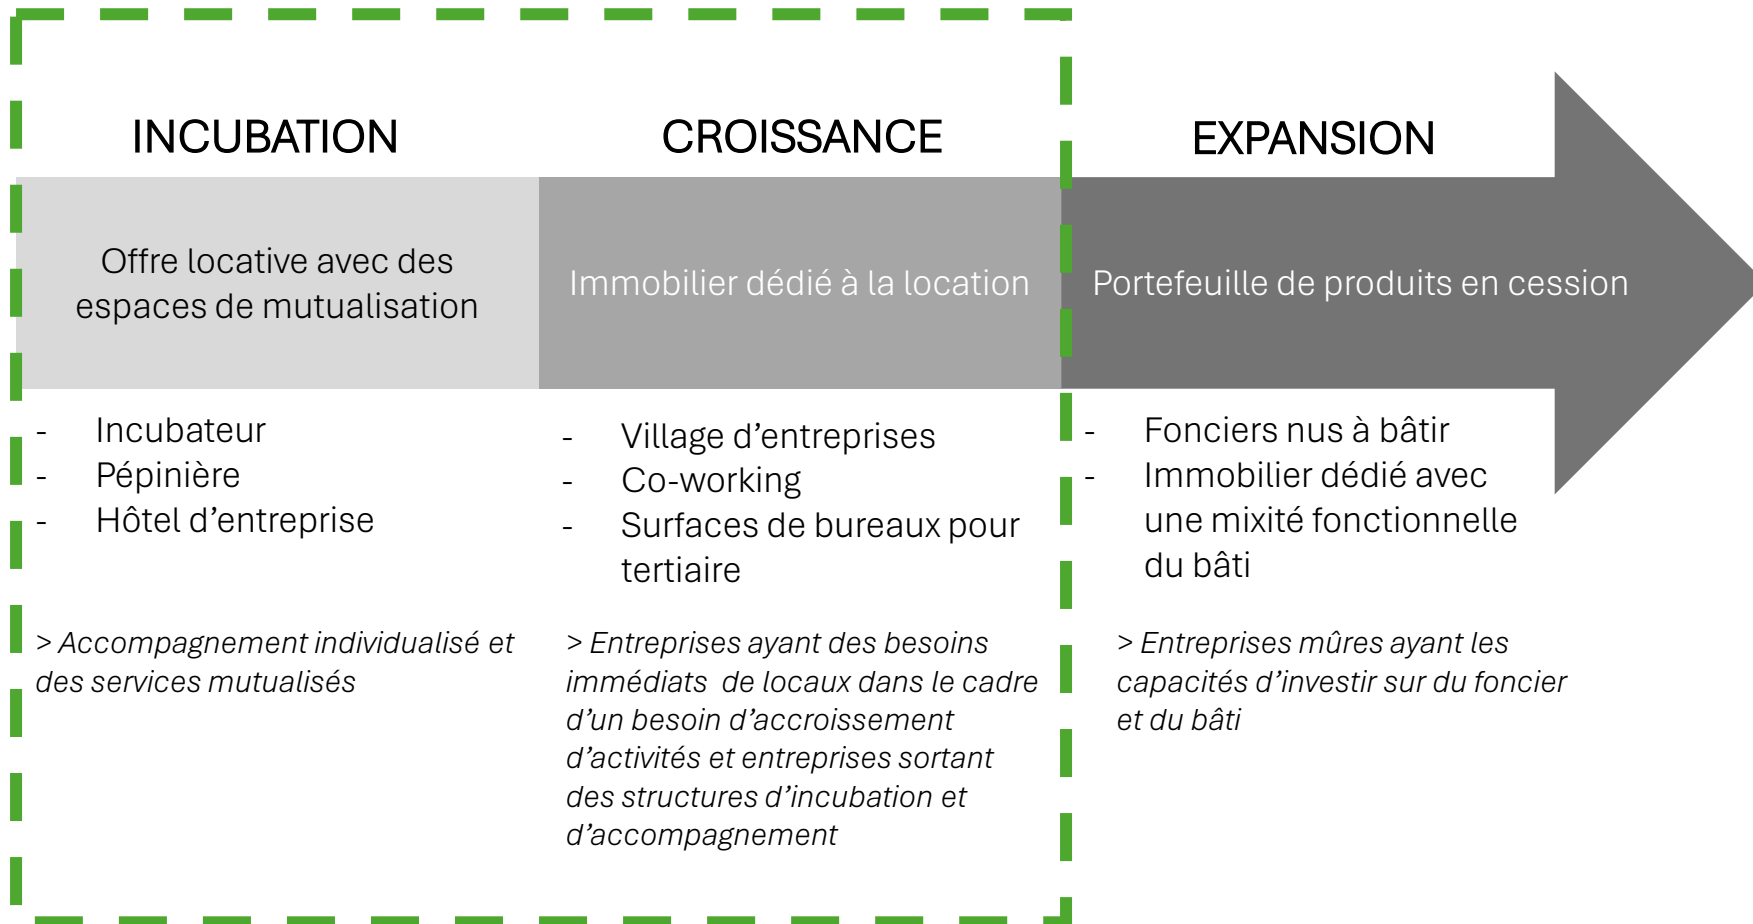 INCUBATION
CROISSANCE
EXPANSION
Offre locative avec des
espaces de mutualisation
Immobilier dédié à la location
Portefeuille de produits en cession
- Incubateur
- Pépinière
- Hôtel d’entreprise
> Accompagnement individualisé et
des services mutualisés
- Village d’entreprises
- Co-working
- Surfaces de bureaux pour
tertiaire
> Entreprises ayant des besoins
immédiats  de locaux dans le cadre
d’un besoin d’accroissement
d’activités et entreprises sortant
des structures d’incubation et
d’accompagnement
- Fonciers nus à bâtir
- Immobilier dédié avec
une mixité fonctionnelle
du bâti
> Entreprises mûres ayant les
capacités d’investir sur du foncier
et du bâti